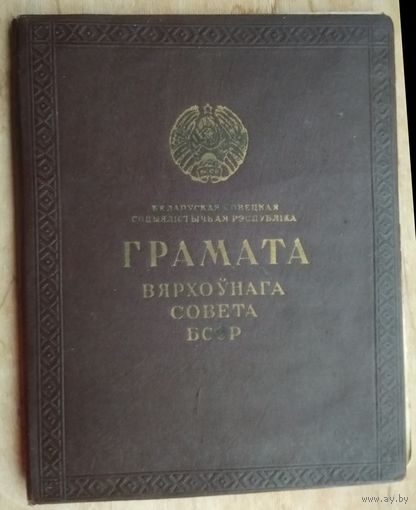 БЕЛАРУСКАЯ СОВЕЦКАЯ
СОЦЫЯЛІСТЫЧНАЯ РЭСПУБЛІКА
ГРАМАТА
ВЯРХОЎНАГА
СОВЕТА
БССР
www.ay.by